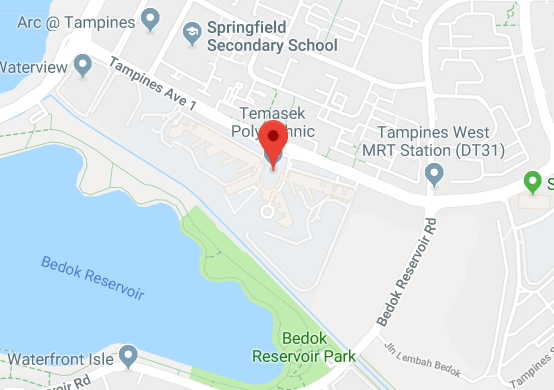 Arc @ Tampines
Springfield
Secondary School
Waterview
Tampines Ave 1
Temasek
Tampines West
MRT Station (DT31)
Bedok Reservoir Rd
Bedok Reservoir
Bedok
Reservoir Park
Jln Lembah Bedok
Waterfront Isle
Rd